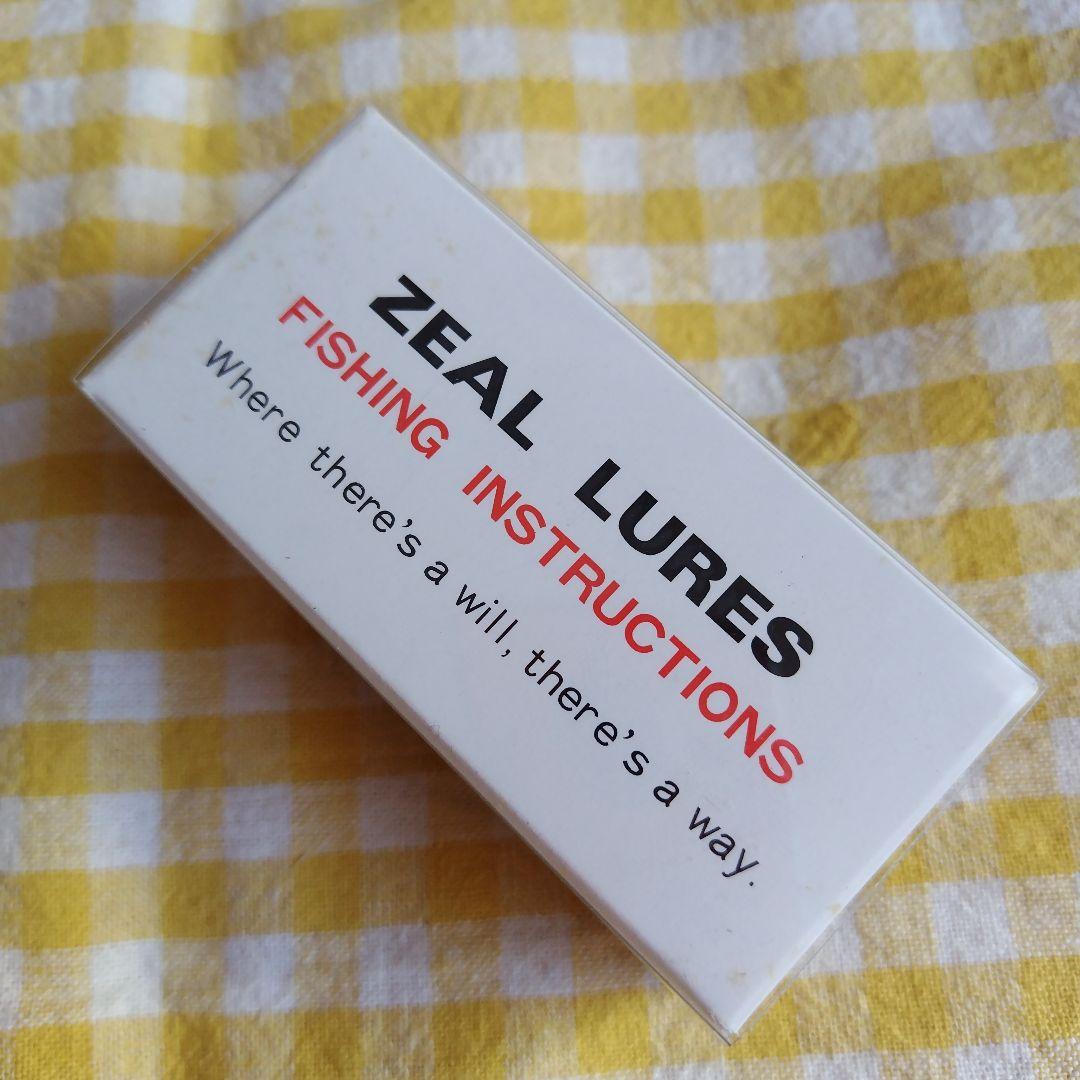 ZEAL LURES
FISHING INSTRUCTIONS
Where there's a will, there's a way.